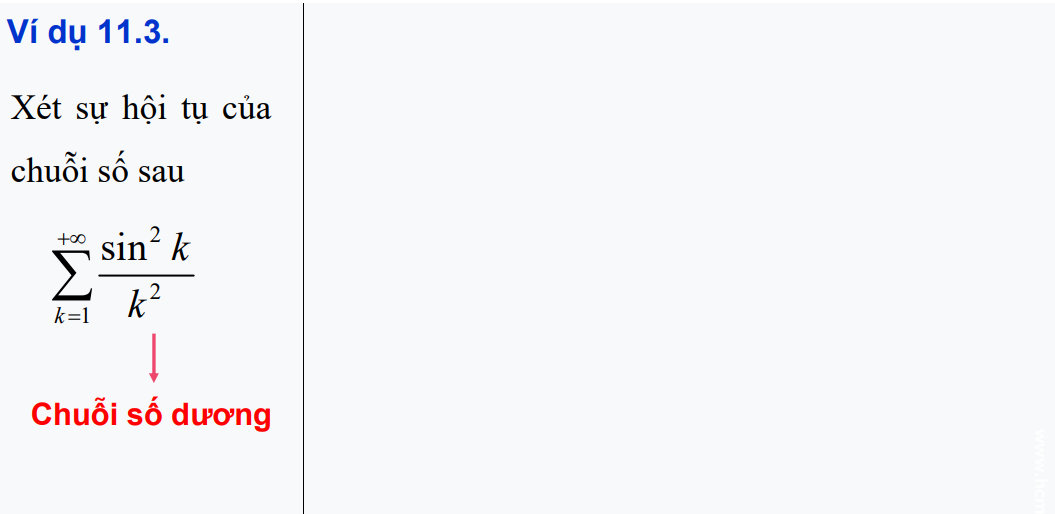 Ví dụ 11.3.
Xét sự hội tụ của
chuỗi số sau
+∞
∑ sin² k / k²
k=1
Chuỗi số dương